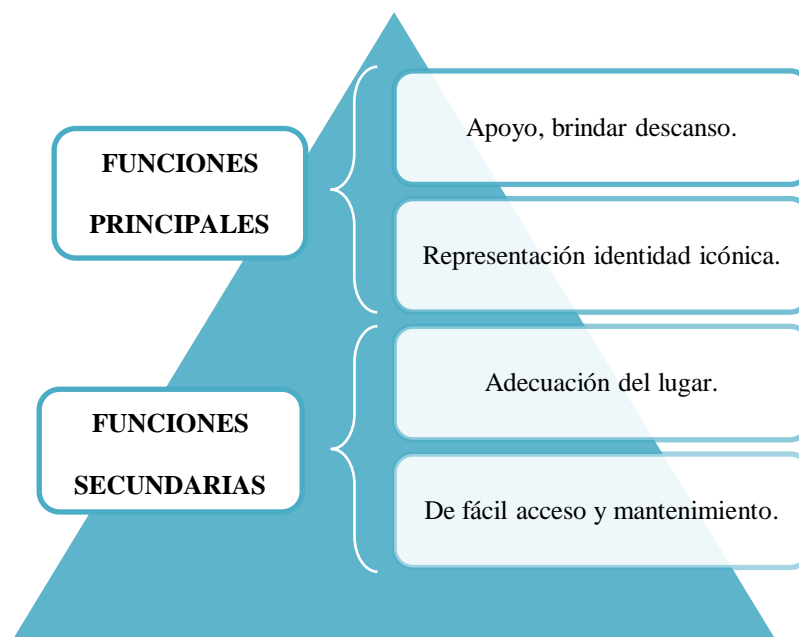 FUNCIONES
PRINCIPALES
Apoyo, brindar descanso.
Representación identidad icónica.
FUNCIONES
SECUNDARIAS
Adecuación del lugar.
De fácil acceso y mantenimiento.